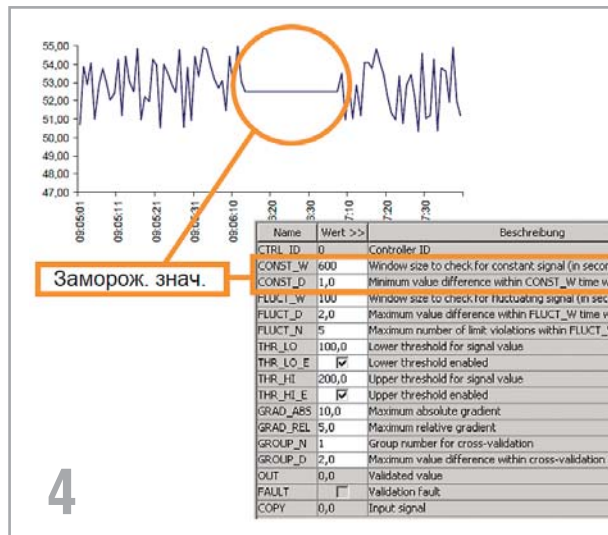 55,00
54,00
53,00
52,00
51,00
50,00
49,00
48,00
47,00
09:05:01
09:05:11
09:05:21
09:05:31
09:06:10
6:20
6:30
7:10
7:20
7:30
Name Wert >> Beschreibung
CTRL_ID 0 Controller ID
Заморож. знач.
CONST_W 600 Window size to check for constant signal (in
CONST_D 1,0 Minimum value difference within CONST_W time
FLUCT_W 100 Window size to check for fluctuating signal (in
FLUCT_D 2,0 Maximum value difference within FLUCT_W time
FLUCT_N 5 Maximum number of limit violations within
THR_LO 100,0 Lower threshold for signal value
THR_LO_E Lower threshold enabled
THR_HI 200,0 Upper threshold for signal value
THR_HI_E Upper threshold enabled
GRAD_ABS 10,0 Maximum absolute gradient
GRAD_REL 5,0 Maximum relative gradient
GROUP_N 1 Group number for cross-validation
GROUP_D 2,0 Maximum value difference within cross-validation
OUT 0,0 Validated value
FAULT Validation fault
COPY 0,0 Input signal
4